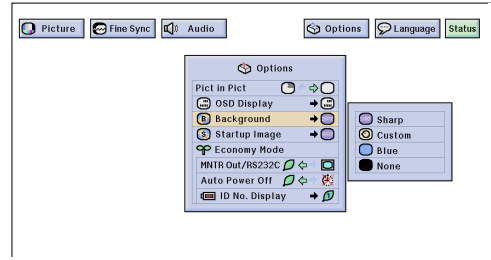 Picture Fine Sync Audio Options Language Status
Options
Pict in Pict
OSD Display
B Background
S Startup Image
Economy Mode
MNTR Out/RS232C
Auto Power Off
ID No. Display 1
Sharp
Custom
Blue
None